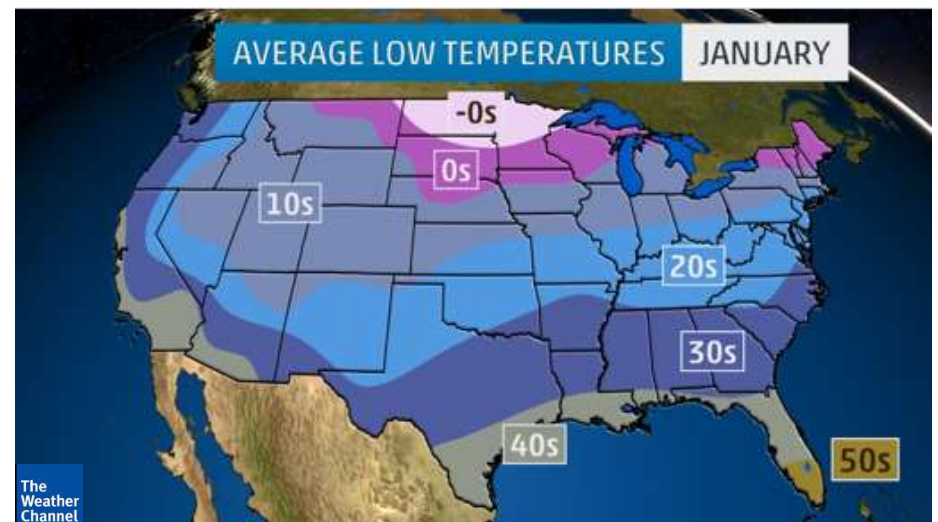 AVERAGE LOW TEMPERATURES JANUARY
-0s
0s
10s
20s
30s
40s
50s
The
Weather
Channel